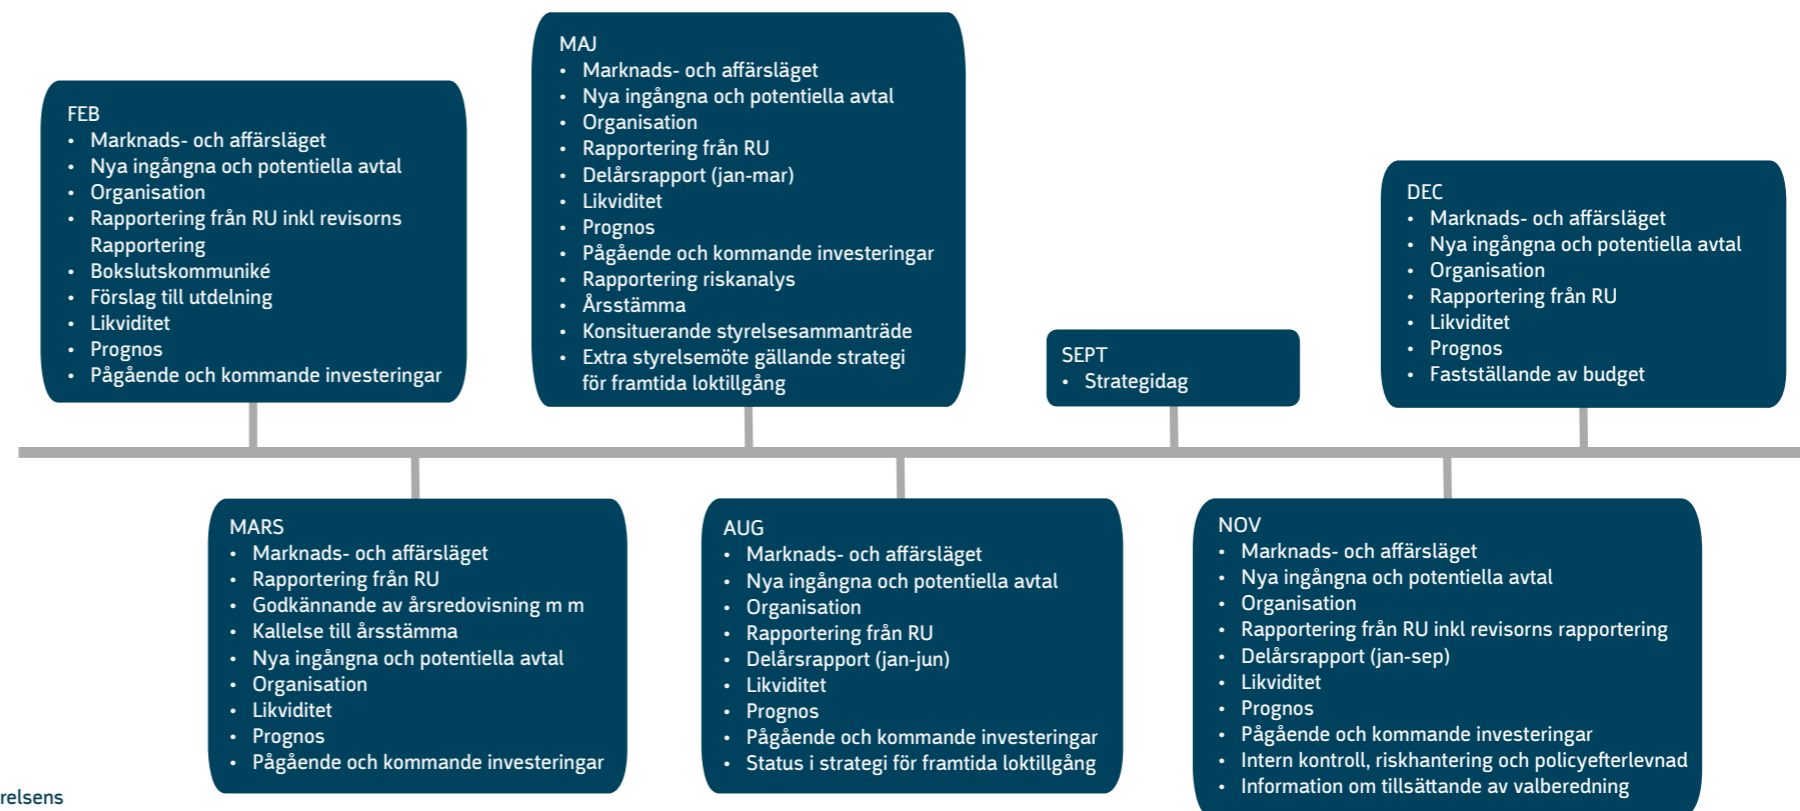 FEB
• Marknads- och affärsläget
• Nya ingångna och potentiella avtal
• Organisation
• Rapportering från RU inkl revisorns
Rapportering
• Bokslutskommuniké
• Förslag till utdelning
• Likviditet
• Prognos
• Pågående och kommande investeringar
MARS
• Marknads- och affärsläget
• Rapportering från RU
• Godkännande av årsredovisning m m
• Kallelse till årsstämma
• Nya ingångna och potentiella avtal
• Organisation
• Likviditet
• Prognos
• Pågående och kommande investeringar
MAJ
• Marknads- och affärsläget
• Nya ingångna och potentiella avtal
• Organisation
• Rapportering från RU
• Delårsrapport (jan-mar)
• Likviditet
• Prognos
• Pågående och kommande investeringar
• Rapportering riskanalys
• Årsstämma
• Konsituerande styrelsesammanträde
• Extra styrelsemöte gällande strategi
för framtida loktillgång
AUG
• Marknads- och affärsläget
• Nya ingångna och potentiella avtal
• Organisation
• Rapportering från RU
• Delårsrapport (jan-jun)
• Likviditet
• Prognos
• Pågående och kommande investeringar
• Status i strategi för framtida loktillgång
SEPT
• Strategidag
NOV
• Marknads- och affärsläget
• Nya ingångna och potentiella avtal
• Organisation
• Rapportering från RU inkl revisorns rapportering
• Delårsrapport (jan-sep)
• Likviditet
• Prognos
• Pågående och kommande investeringar
• Intern kontroll, riskhantering och policyefterlevnad
• Information om tillsättande av valberedning
DEC
• Marknads- och affärsläget
• Nya ingångna och potentiella avtal
• Organisation
• Rapportering från RU
• Likviditet
• Prognos
• Fastställande av budget
relsens